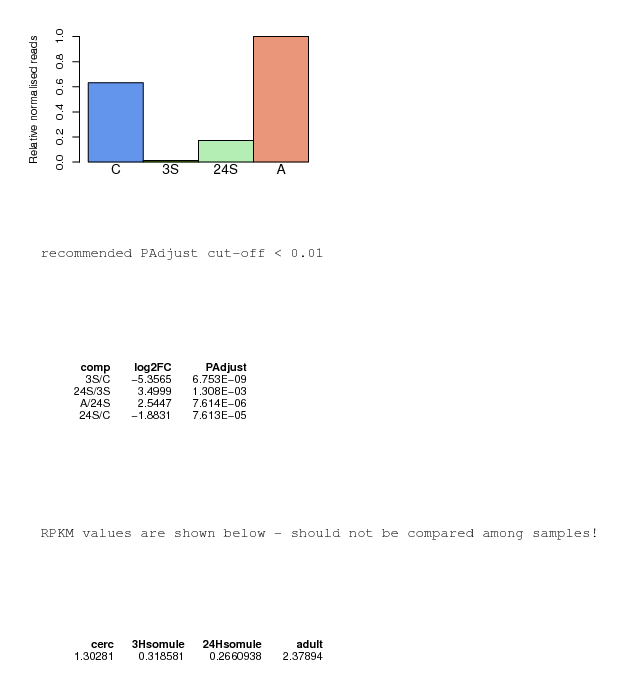 Relative normalised reads
1.0
0.8
0.6
0.4
0.2
0.0
C 3S 24S A
recommended PAdjust cut-off < 0.01
comp log2FC PAdjust
3S/C −5.3565 6.753E−09
24S/3S 3.4999 1.308E−03
A/24S 2.5447 7.614E−06
24S/C −1.8831 7.613E−05
RPKM values are shown below - should not be compared among samples!
cerc 3Hsomule 24Hsomule adult
1.30281 0.318581 0.2660938 2.37894